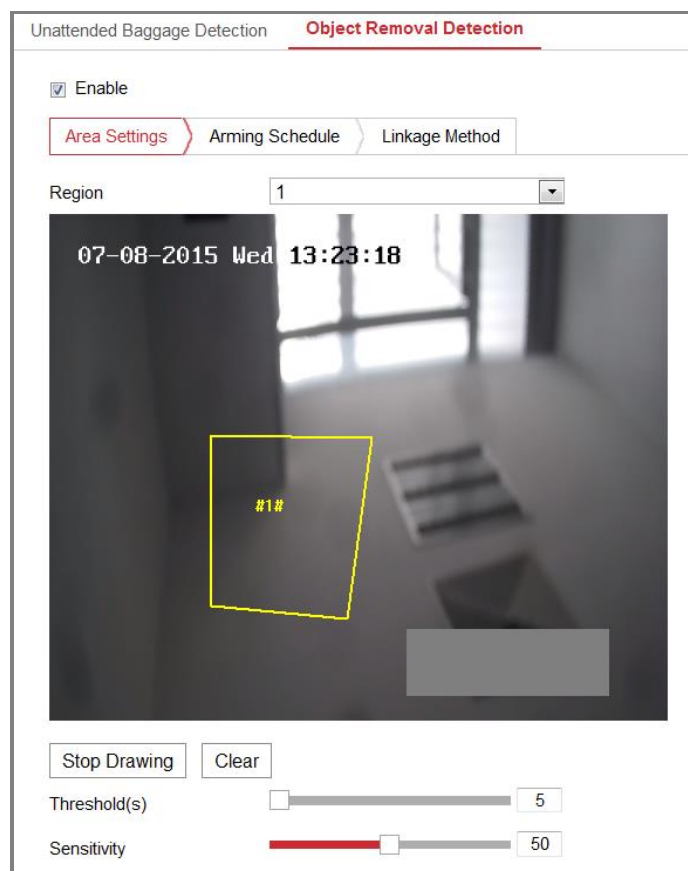 Unattended Baggage Detection Object Removal Detection
Enable
Area Settings Arming Schedule Linkage Method
Region 1
07-08-2015 Wed 13:23:18
#1#
Stop Drawing Clear
Threshold(s) 5
Sensitivity 50